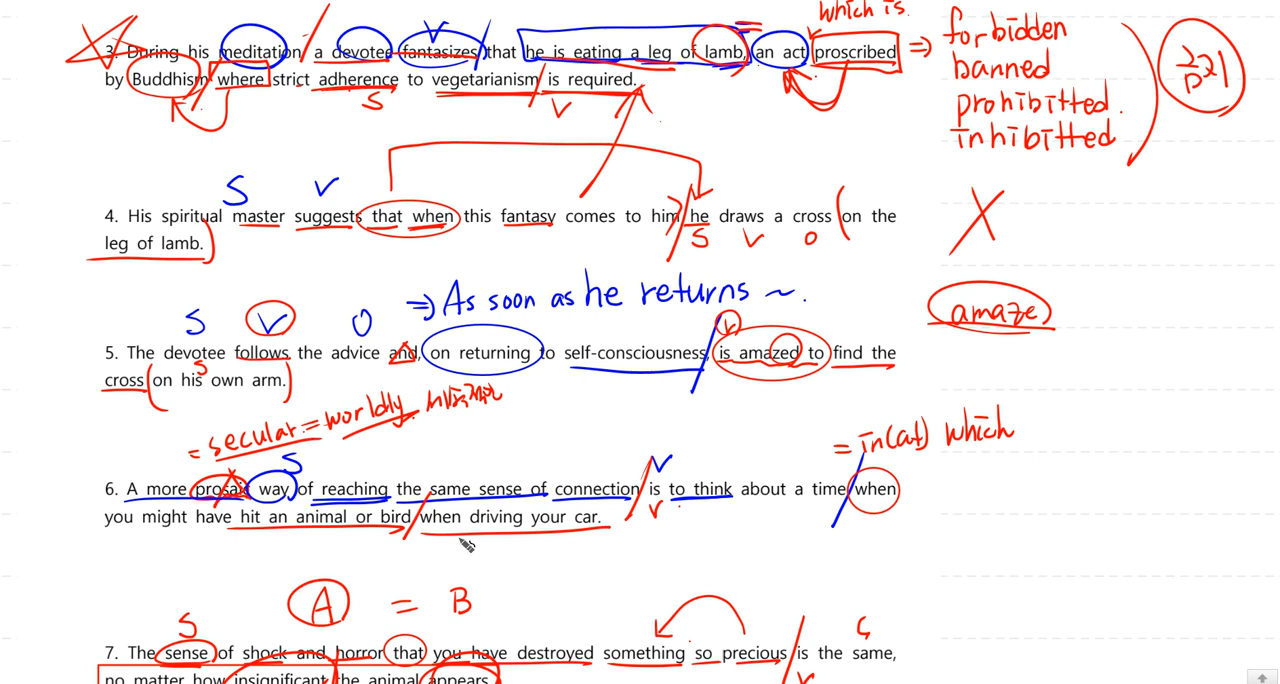 which is.
3. During his meditation a devotee fantasizes that he is eating a leg of lamb, an act proscribed ⇒ forbidden
by Buddhism where strict adherence to vegetarianism is required.
banned
prohibitted.
inhibitted
221
S
V
S V
4. His spiritual master suggests that when this fantasy comes to him he draws a cross on the
leg of lamb.
S V O
X
⇒ As soon as he returns ~.
amaze
S V O
V
5. The devotee follows the advice and, on returning to self-consciousness, is amazed to find the
cross on his own arm.
S
= secular = worldly.
= in(at) which
S V
6. A more prosaic way of reaching the same sense of connection is to think about a time when
you might have hit an animal or bird when driving your car.
V
A = B
S
7. The sense of shock and horror that you have destroyed something so precious is the same,
no matter how insignificant the animal appears.